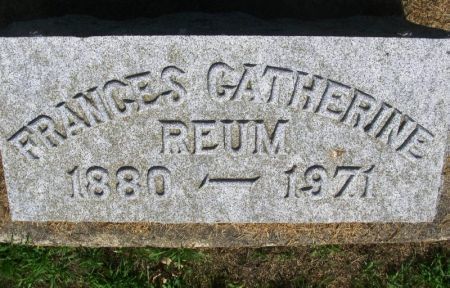 FRANCES CATHERINE
REUM
1880 — 1971